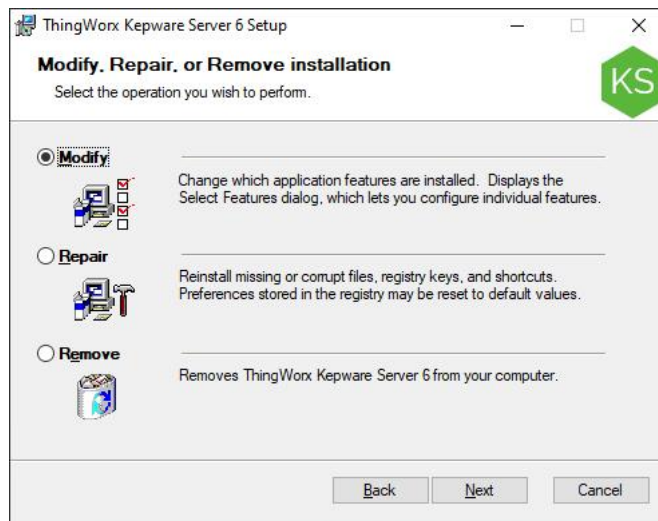 ThingWorx Kepware Server 6 Setup
Modify, Repair, or Remove installation
Select the operation you wish to perform.
KS
Modify
Change which application features are installed. Displays the
Select Features dialog, which lets you configure individual features.
Repair
Reinstall missing or corrupt files, registry keys, and shortcuts.
Preferences stored in the registry may be reset to default values.
Remove
Removes ThingWorx Kepware Server 6 from your computer.
Back Next Cancel